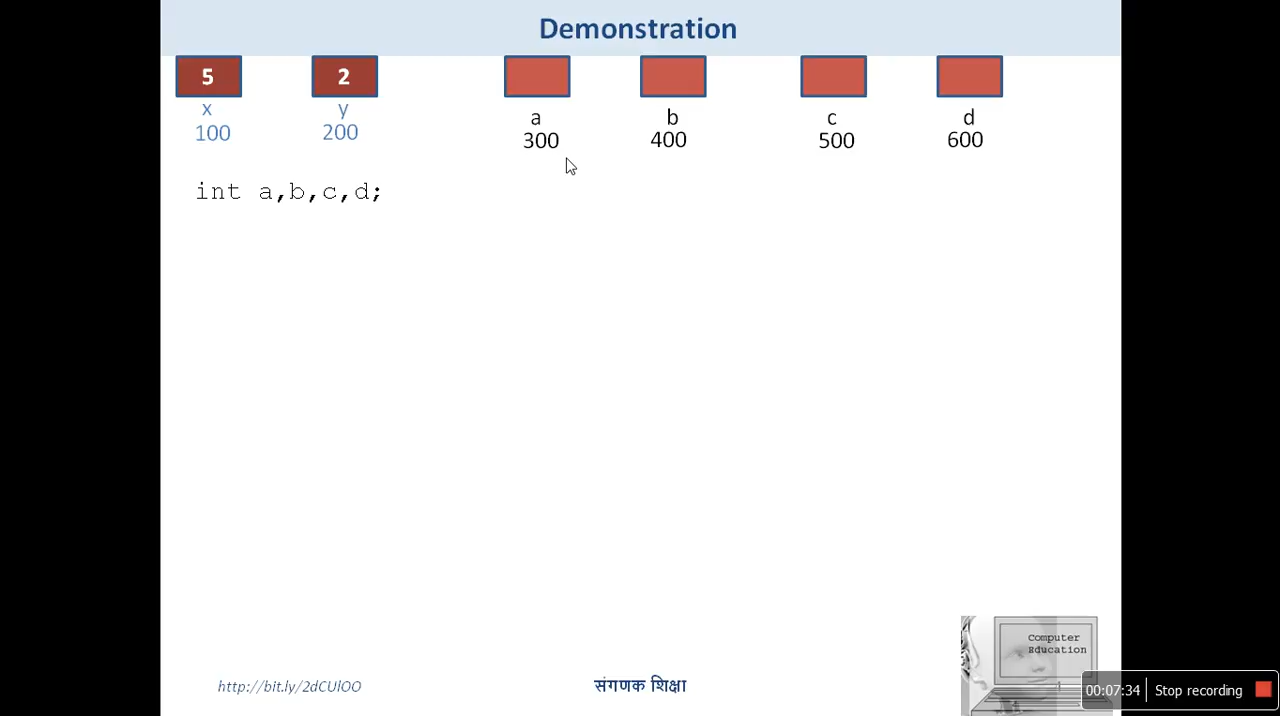 Demonstration
5 2
x y a b c d
100 200 300 400 500 600
int a,b,c,d;
Computer
Education
http://bit.ly/2dCUlOO
संगणक शिक्षा
00:07:34 Stop recording